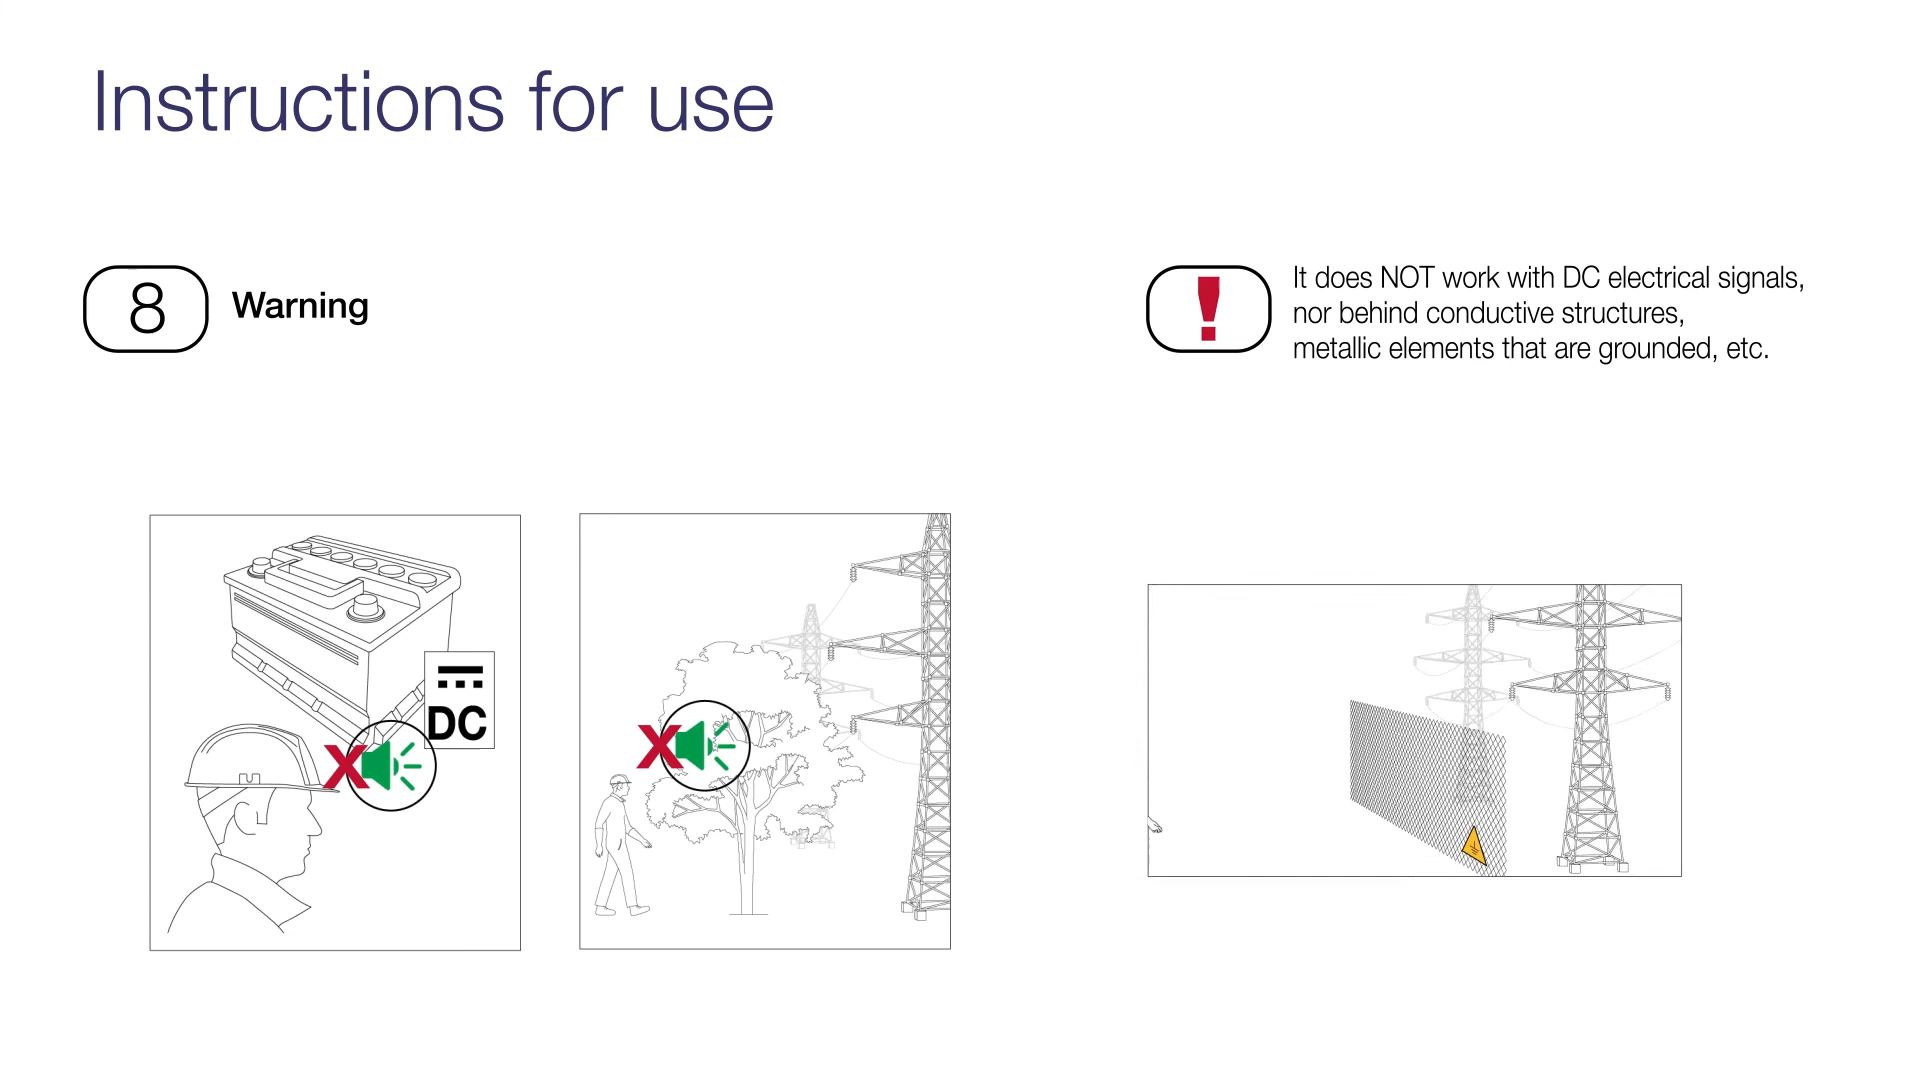 Instructions for use
8
Warning
!
It does NOT work with DC electrical signals,
nor behind conductive structures,
metallic elements that are grounded, etc.
DC
X
X